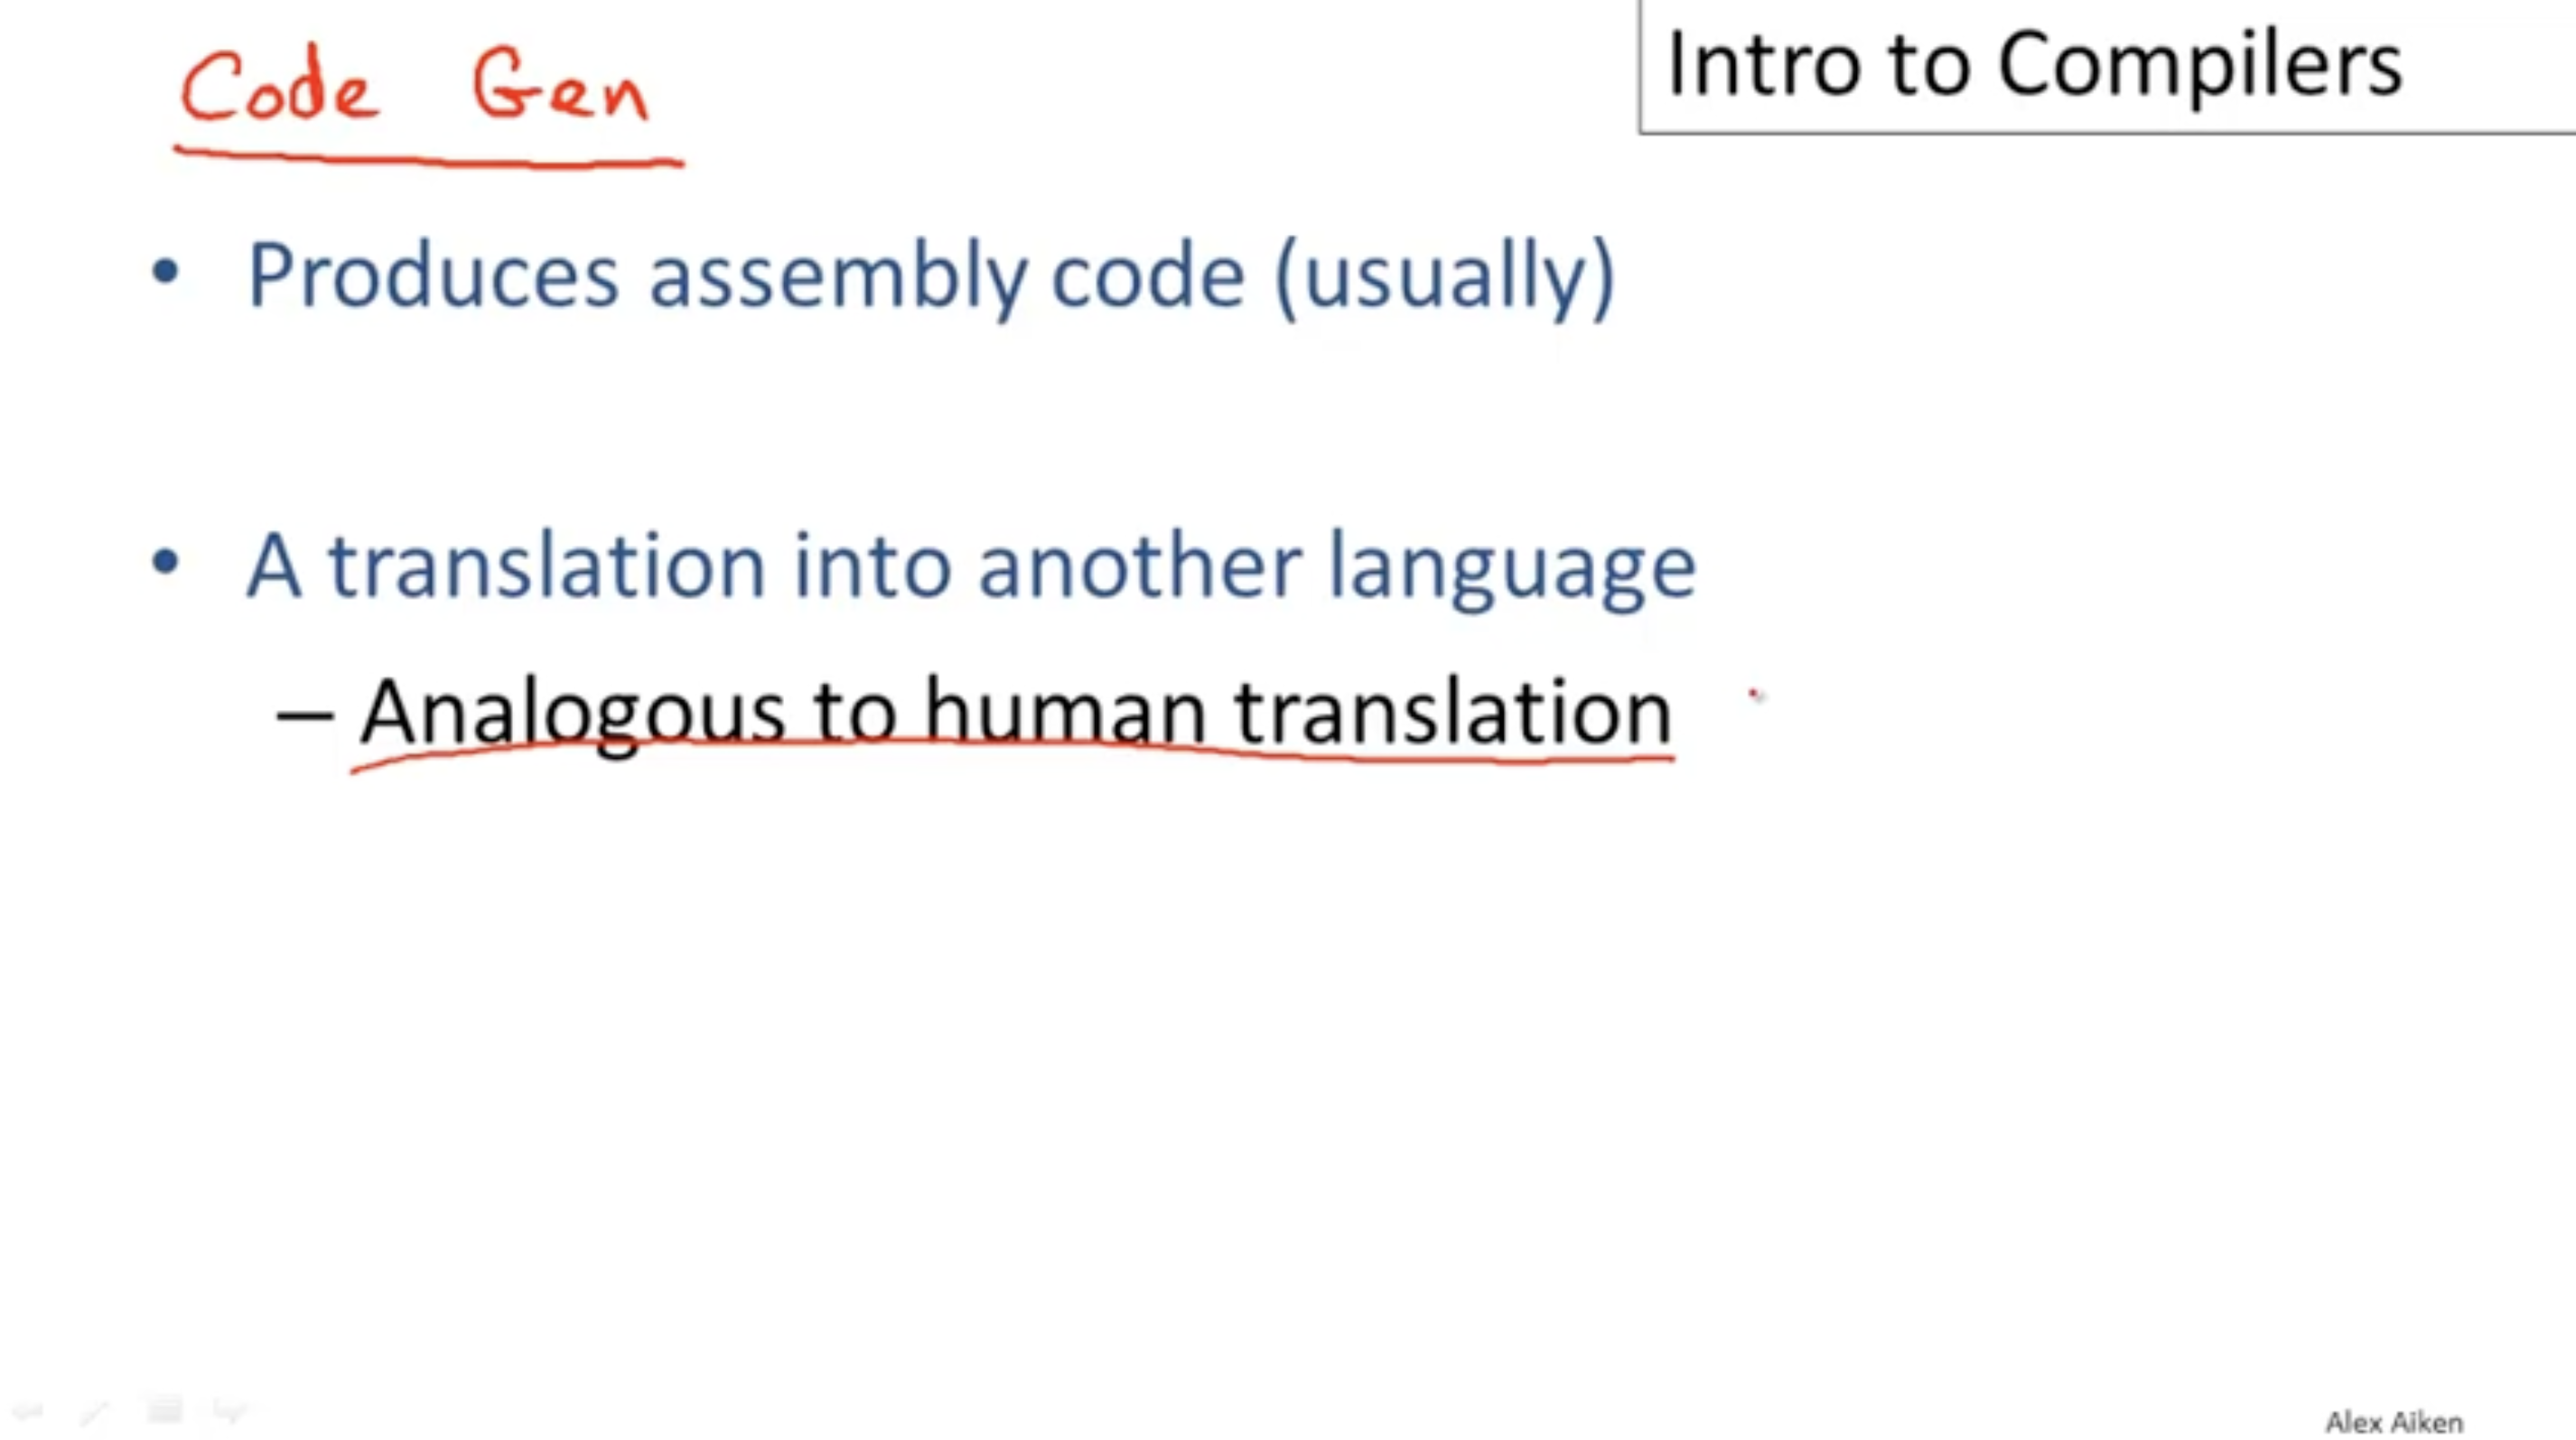 Intro to Compilers
Code Gen
• Produces assembly code (usually)
• A translation into another language
– Analogous to human translation
Alex Aiken